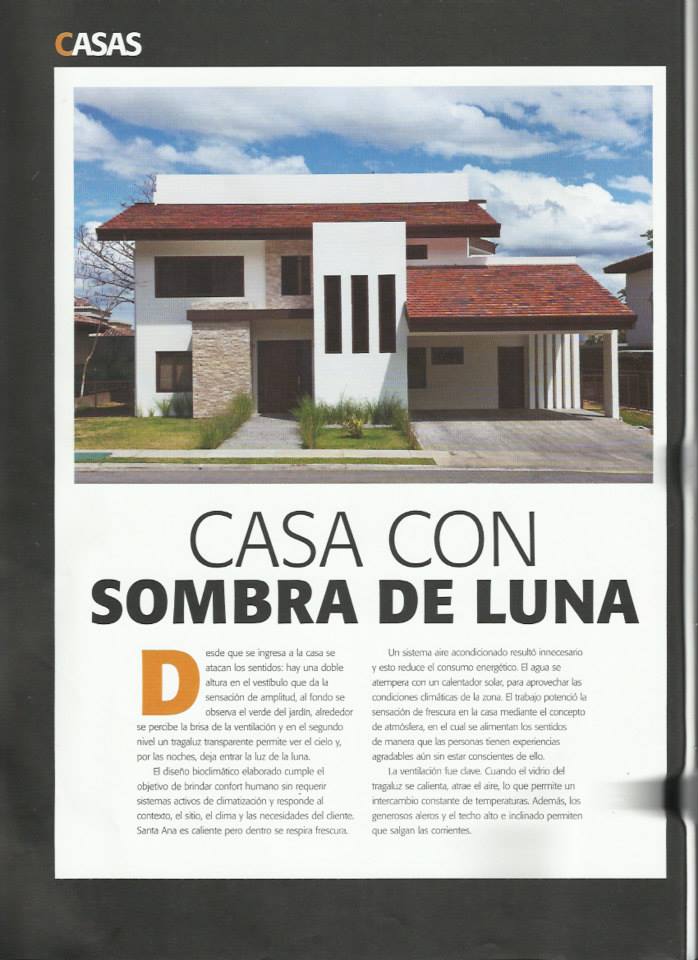 CASAS
CASA CON
SOMBRA DE LUNA
Desde que se ingresa a la casa se
atacan los sentidos: hay una doble
altura en el vestíbulo que da la
sensación de amplitud, al fondo se
observa el verde del jardín, alrededor
se percibe la brisa de la ventilación y en el segundo
nivel un tragaluz transparente permite ver el cielo y,
por las noches, deja entrar la luz de la luna.
El diseño bioclimático elaborado cumple el
objetivo de brindar confort humano sin requerir
sistemas activos de climatización y responde al
contexto, el sitio, el clima y las necesidades del cliente.
Santa Ana es caliente pero dentro se respira frescura.
Un sistema aire acondicionado resultó innecesario
y esto reduce el consumo energético. El agua se
atempera con un calentador solar, para aprovechar las
condiciones climáticas de la zona. El trabajo potenció la
sensación de frescura en la casa mediante el concepto
de atmósfera, en el cual se alimentan los sentidos
de manera que las personas tienen experiencias
agradables aún sin estar conscientes de ello.
La ventilación fue clave. Cuando el vidrio del
tragaluz se calienta, atrae el aire, lo que permite un
intercambio constante de temperaturas. Además, los
generosos aleros y el techo alto e inclinado permiten
que salgan las corrientes.